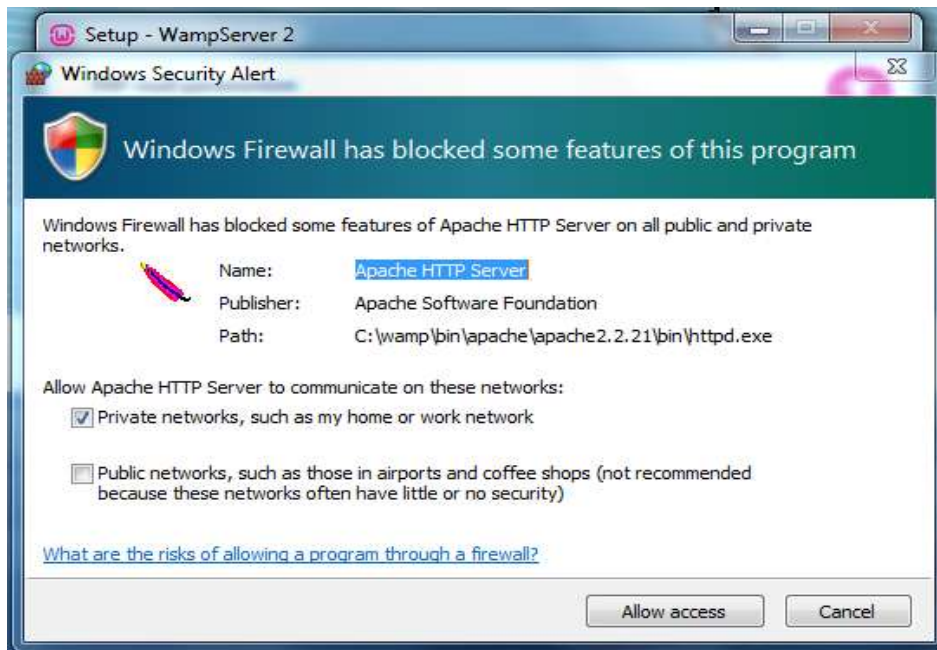 Setup - WampServer 2
Windows Security Alert
Windows Firewall has blocked some features of this program
Windows Firewall has blocked some features of Apache HTTP Server on all public and private
networks.
Name: Apache HTTP Server
Publisher: Apache Software Foundation
Path: C:\wamp\bin\apache\apache2.2.21\bin\httpd.exe
Allow Apache HTTP Server to communicate on these networks:
Private networks, such as my home or work network
Public networks, such as those in airports and coffee shops (not recommended
because these networks often have little or no security)
What are the risks of allowing a program through a firewall?
Allow access Cancel